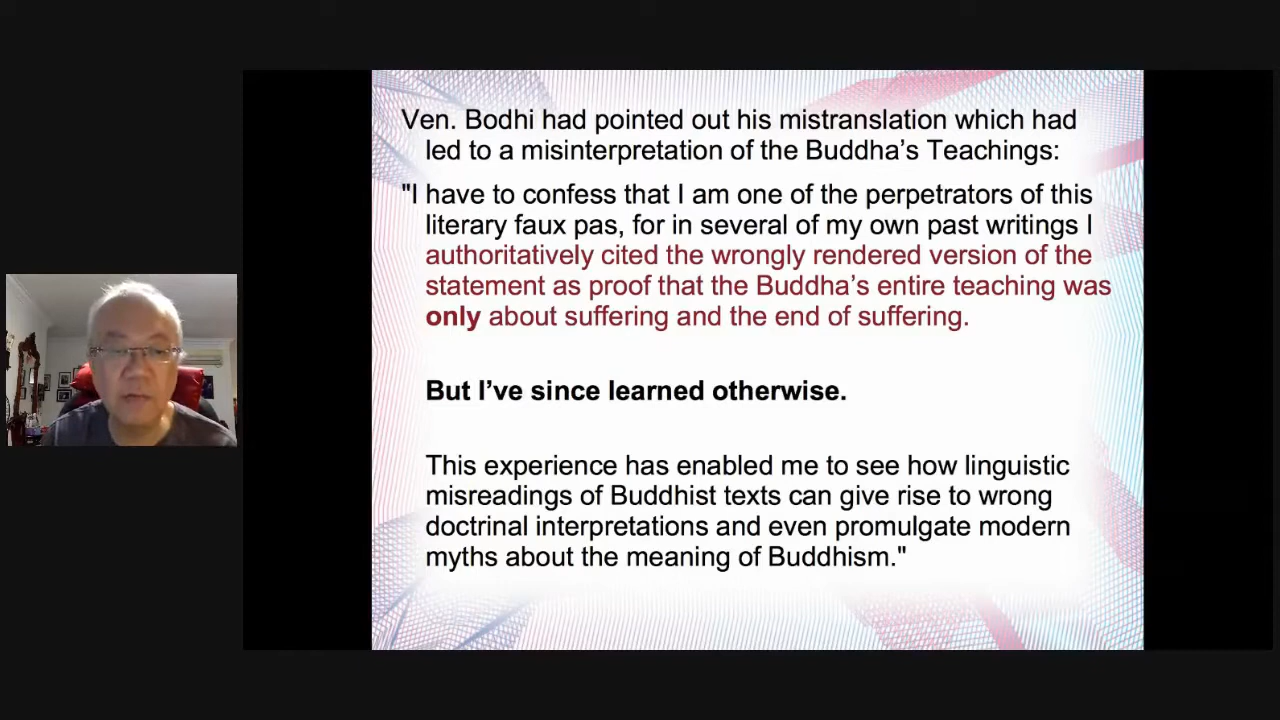 Ven. Bodhi had pointed out his mistranslation which had
led to a misinterpretation of the Buddha’s Teachings:
"I have to confess that I am one of the perpetrators of this
literary faux pas, for in several of my own past writings I
authoritatively cited the wrongly rendered version of the
statement as proof that the Buddha’s entire teaching was
only about suffering and the end of suffering.
But I’ve since learned otherwise.
This experience has enabled me to see how linguistic
misreadings of Buddhist texts can give rise to wrong
doctrinal interpretations and even promulgate modern
myths about the meaning of Buddhism."